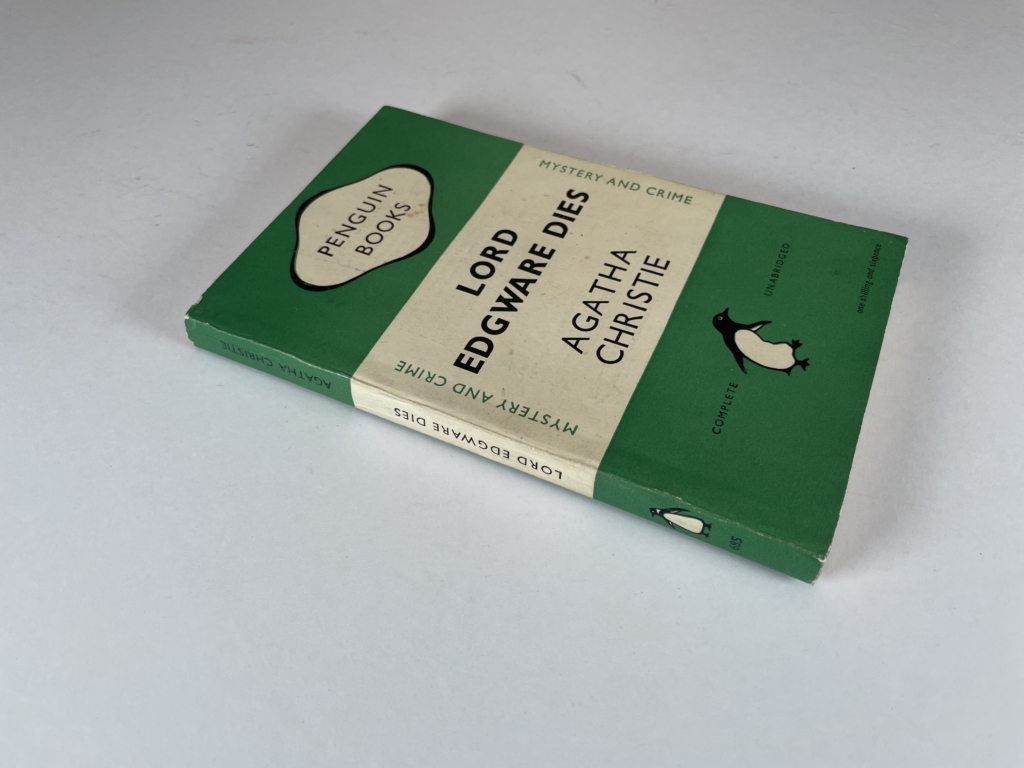 PENGUIN
BOOKS
MYSTERY AND CRIME
LORD
EDGWARE DIES
AGATHA
CHRISTIE
MYSTERY AND CRIME
COMPLETE
UNABRIDGED
one shilling and sixpence
AGATHA CHRISTIE
LORD EDGWARE DIES
685